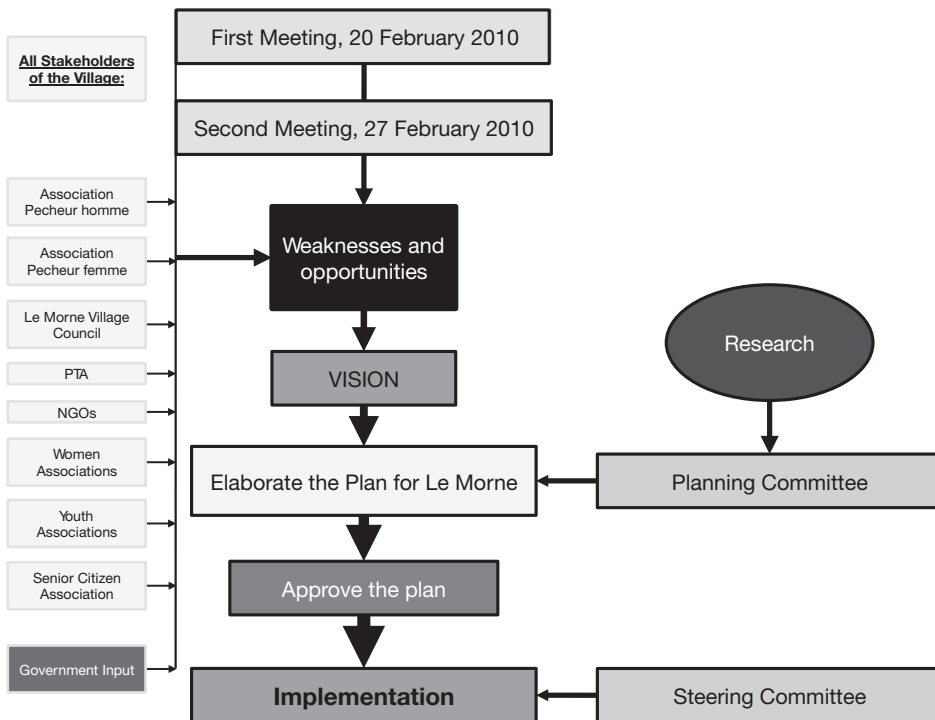 First Meeting, 20 February 2010
All Stakeholders
of the Village:
Second Meeting, 27 February 2010
Association
Pecheur homme
Association
Pecheur femme
Le Morne Village
Council
PTA
NGOs
Women
Associations
Youth
Associations
Senior Citizen
Association
Government Input
Weaknesses and
opportunities
VISION
Research
Elaborate the Plan for Le Morne
Planning Committee
Approve the plan
Implementation
Steering Committee